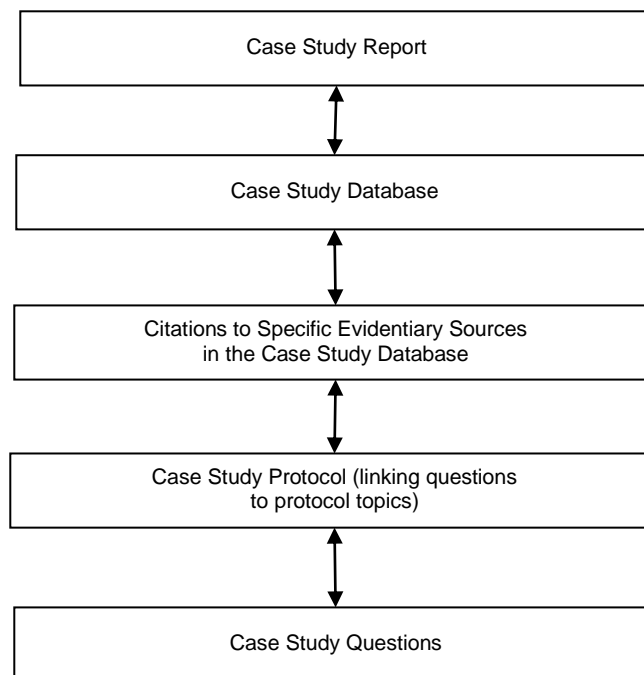 Case Study Report
Case Study Database
Citations to Specific Evidentiary Sources
in the Case Study Database
Case Study Protocol (linking questions
to protocol topics)
Case Study Questions